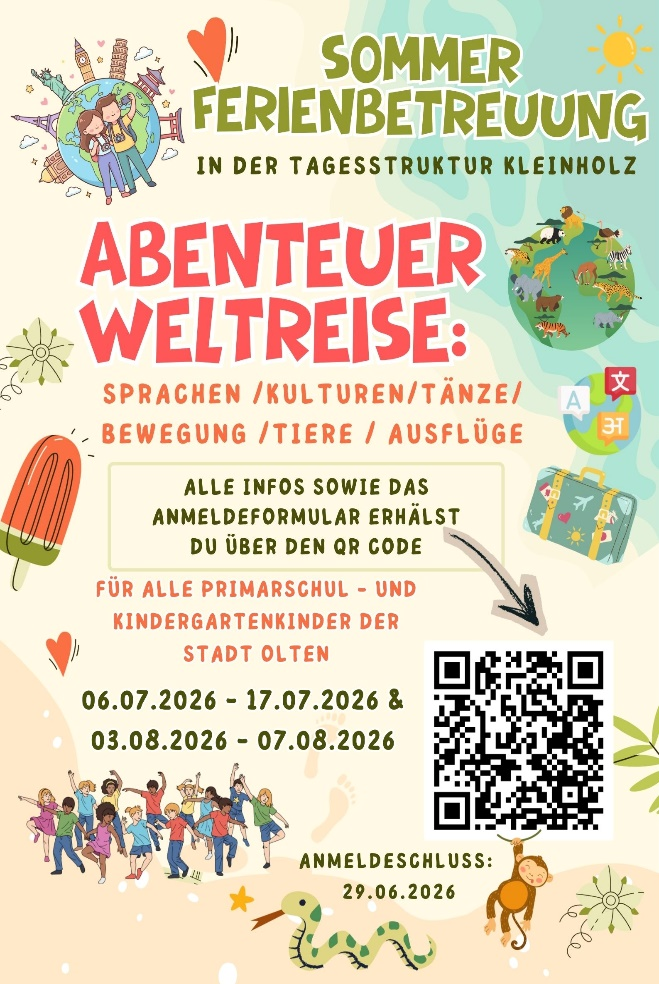 SOMMER
FERIENBETREUUNG
IN DER TAGESSTRUKTUR KLEINHOLZ
ABENTEUER
WELTREISE:
SPRACHEN /KULTUREN/TÄNZE/
BEWEGUNG /TIERE / AUSFLÜGE
A
文
अ
ALLE INFOS SOWIE DAS
ANMELDEFORMULAR ERHÄLST
DU ÜBER DEN QR CODE
FÜR ALLE PRIMARSCHUL - UND
KINDERGARTENKINDER DER
STADT OLTEN
06.07.2026 - 17.07.2026 &
03.08.2026 - 07.08.2026
ANMELDESCHLUSS:
29.06.2026